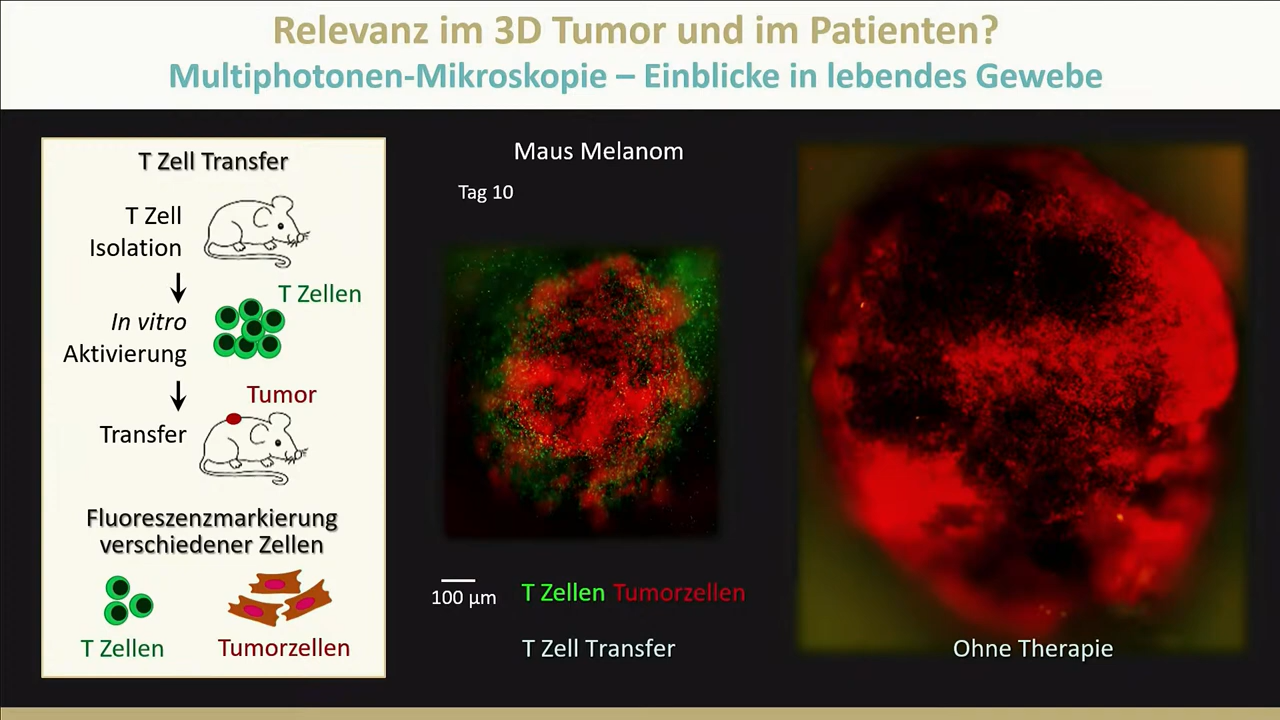 Relevanz im 3D Tumor und im Patienten?
Multiphotonen-Mikroskopie – Einblicke in lebendes Gewebe
T Zell Transfer
T Zell
Isolation
T Zellen
In vitro
Aktivierung
Tumor
Transfer
Fluoreszenzmarkierung
verschiedener Zellen
T Zellen
Tumorzellen
Maus Melanom
Tag 10
100 µm
T Zellen Tumorzellen
T Zell Transfer
Ohne Therapie